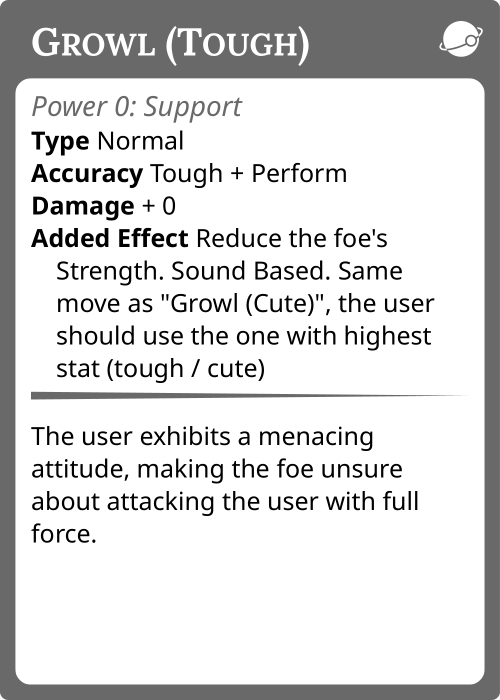 Growl (Tough)
Power 0: Support
Type Normal
Accuracy Tough + Perform
Damage + 0
Added Effect Reduce the foe's
Strength. Sound Based. Same
move as "Growl (Cute)", the user
should use the one with highest
stat (tough / cute)
The user exhibits a menacing
attitude, making the foe unsure
about attacking the user with full
force.